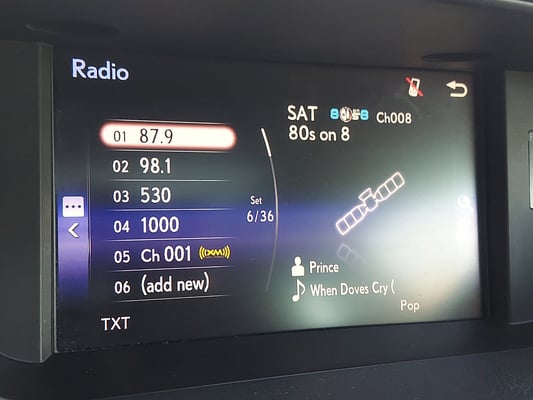 Radio
01 87.9
02 98.1
03 530
04 1000
05 Ch 001 ((XM))
06 (add new)
TXT
Set
6/36
SAT Ch008
80s on 8
Prince
When Doves Cry (
Pop